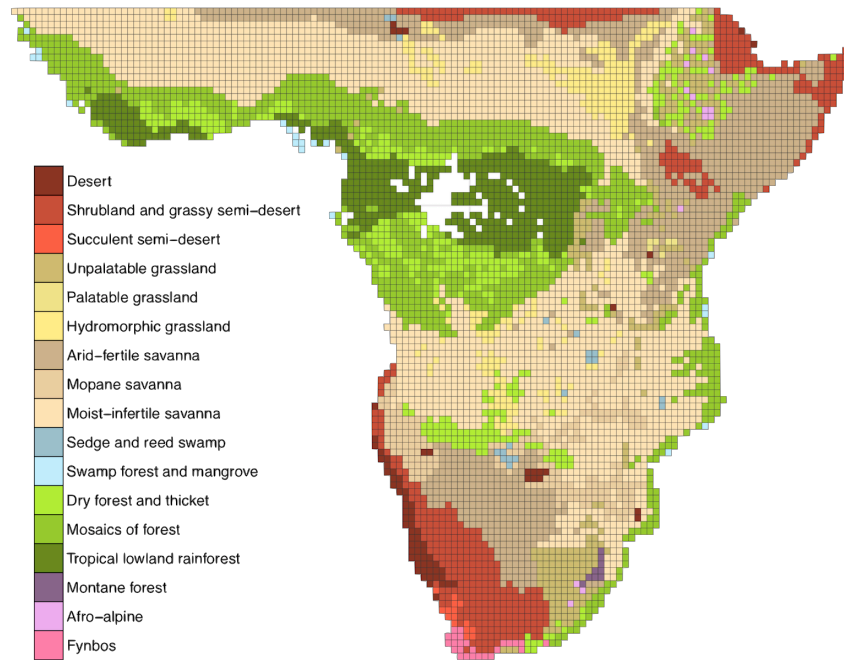 Desert
Shrubland and grassy semi−desert
Succulent semi−desert
Unpalatable grassland
Palatable grassland
Hydromorphic grassland
Arid−fertile savanna
Mopane savanna
Moist−infertile savanna
Sedge and reed swamp
Swamp forest and mangrove
Dry forest and thicket
Mosaics of forest
Tropical lowland rainforest
Montane forest
Afro−alpine
Fynbos